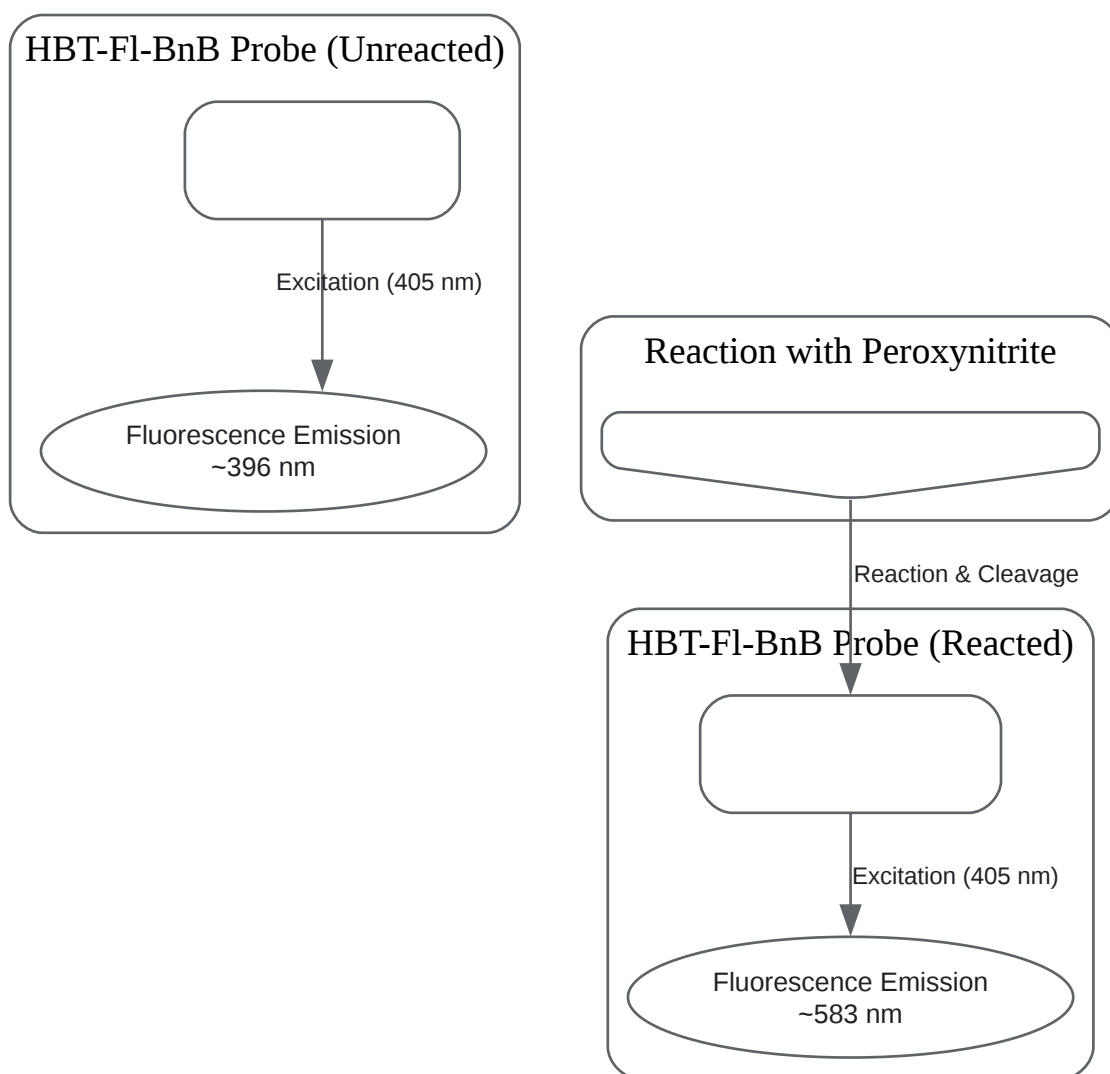 HBT-Fl-BnB Probe (Unreacted)
Excitation (405 nm)
Fluorescence Emission
~396 nm
Reaction with Peroxynitrite
Reaction & Cleavage
HBT-Fl-BnB Probe (Reacted)
Excitation (405 nm)
Fluorescence Emission
~583 nm